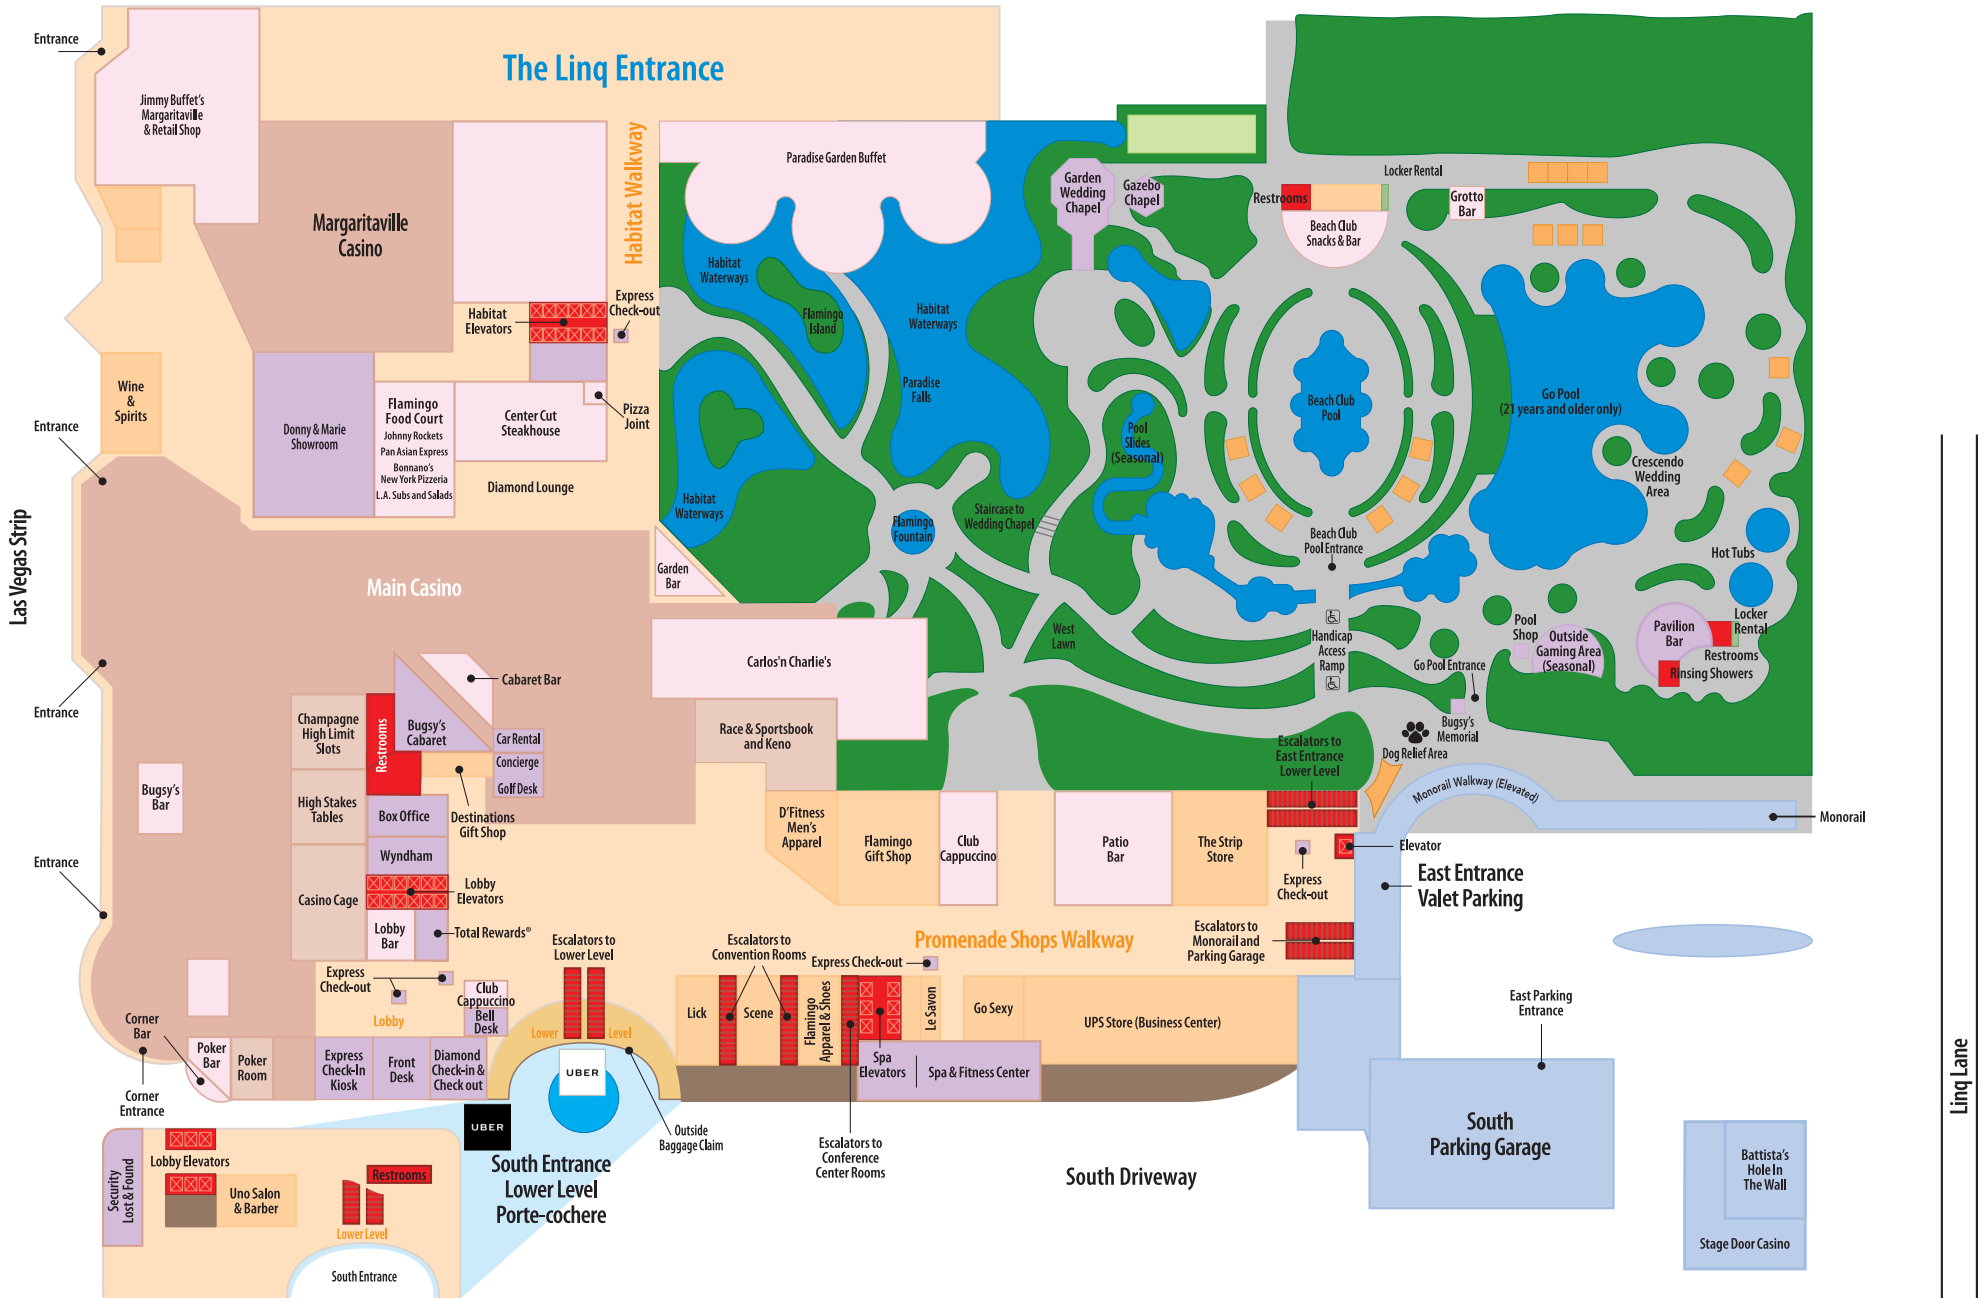 Entrance
The Linq Entrance
Jimmy Buffet's
Margaritaville
& Retail Shop
Habitat Walkway
Paradise Garden Buffet
Garden
Wedding
Chapel
Gazebo
Chapel
Locker Rental
Restrooms
Grotto
Bar
Beach Club
Snacks & Bar
Margaritaville
Casino
Habitat
Waterways
Express
Check-out
Habitat
Elevators
Flamingo
Island
Habitat
Waterways
Wine
&
Spirits
Paradise
Falls
Beach Club
Pool
Go Pool
(21 years and older only)
Flamingo
Food Court
Johnny Rockets
Pan Asian Express
Bonnano's
New York Pizzeria
L.A. Subs and Salads
Center Cut
Steakhouse
Pizza
Joint
Donny & Marie
Showroom
Entrance
Pool
Slides
(Seasonal)
Crescendo
Wedding
Area
Diamond Lounge
Habitat
Waterways
Staircase to
Wedding Chapel
Flamingo
Fountain
Beach Club
Pool Entrance
Hot Tubs
Las Vegas Strip
Garden
Bar
Main Casino
Handicap
Access
Ramp
West
Lawn
Pool
Shop
Outside
Gaming Area
(Seasonal)
Pavilion
Bar
Locker
Rental
Restrooms
Rinsing Showers
Go Pool Entrance
Carlos'n Charlie's
Cabaret Bar
Entrance
Champagne
High Limit
Slots
Restrooms
Bugsy's
Cabaret
Car Rental
Concierge
Golf Desk
Race & Sportsbook
and Keno
Bugsy's
Memorial
Dog Relief Area
Escalators to
East Entrance
Lower Level
Monorail Walkway (Elevated)
Monorail
Bugsy's
Bar
High Stakes
Tables
Box Office
Destinations
Gift Shop
D'Fitness
Men's
Apparel
Flamingo
Gift Shop
Club
Cappuccino
Patio
Bar
The Strip
Store
Elevator
Express
Check-out
East Entrance
Valet Parking
Entrance
Wyndham
Casino Cage
Lobby
Elevators
Lobby
Bar
Total Rewards®
Escalators to
Lower Level
Escalators to
Convention Rooms
Promenade Shops Walkway
Express Check-out
Escalators to
Monorail and
Parking Garage
Express
Check-out
Club
Cappuccino
Bell
Desk
Lobby
Lower
Level
Lick
Scene
Flamingo
Apparel & Shoes
Le Savon
Go Sexy
UPS Store (Business Center)
East Parking
Entrance
Corner
Bar
Poker
Bar
Poker
Room
Express
Check-In
Kiosk
Front
Desk
Diamond
Check-in &
Check out
UBER
Spa
Elevators
Spa & Fitness Center
Corner
Entrance
UBER
Outside
Baggage Claim
Escalators to
Conference
Center Rooms
South
Parking Garage
Linq Lane
Security
Lost & Found
Lobby Elevators
Restrooms
Uno Salon
& Barber
Lower Level
South Entrance
South Entrance
Lower Level
Porte-cochere
South Driveway
Battista's
Hole In
The Wall
Stage Door Casino